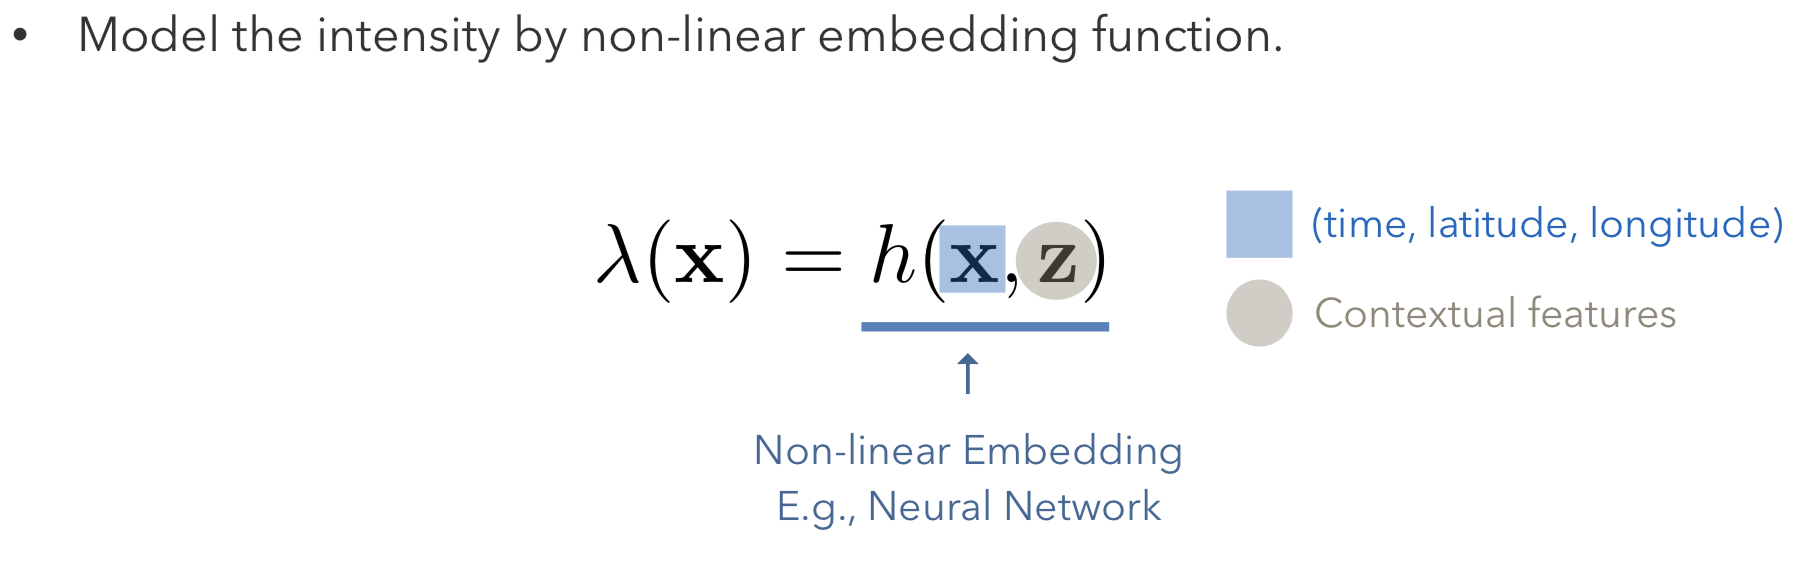 • Model the intensity by non-linear embedding function.
λ(x) = h(x, z)
(time, latitude, longitude)
Contextual features
↑
Non-linear Embedding
E.g., Neural Network